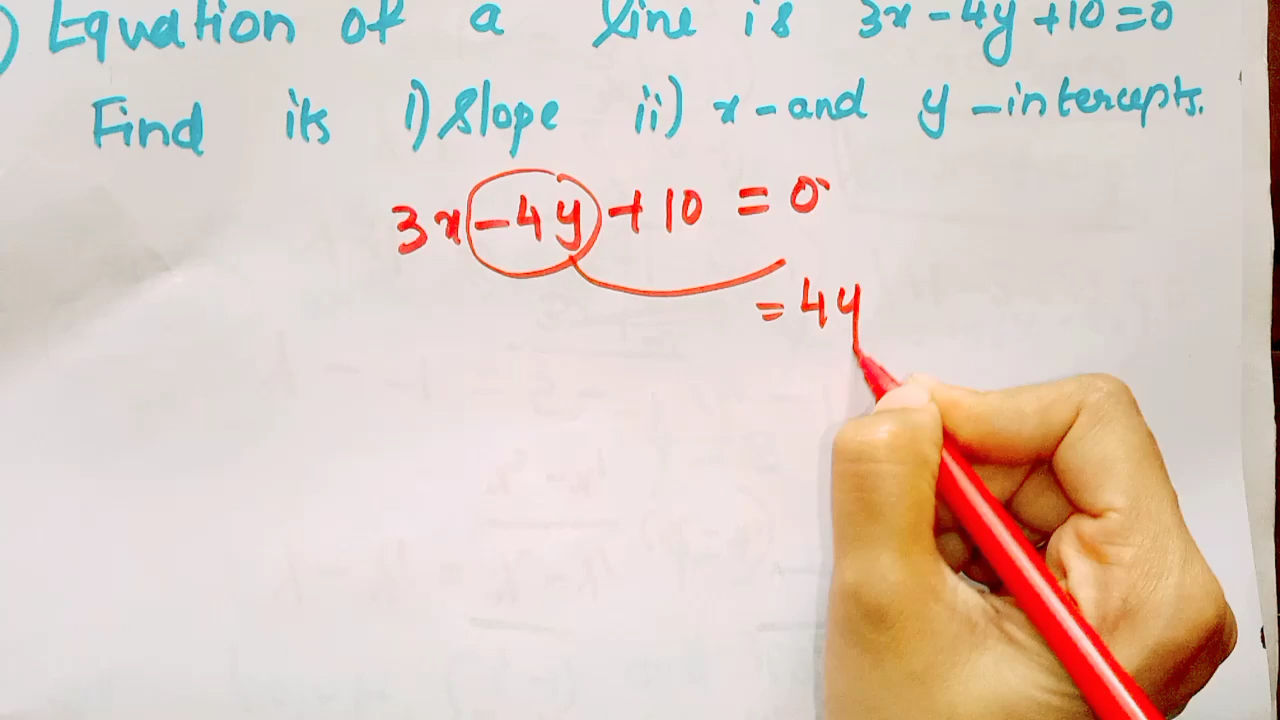 ) Equation of a line is 3x - 4y + 10 = 0
Find its i) Slope ii) x - and y - intercepts.
3x - 4y + 10 = 0
= 4y